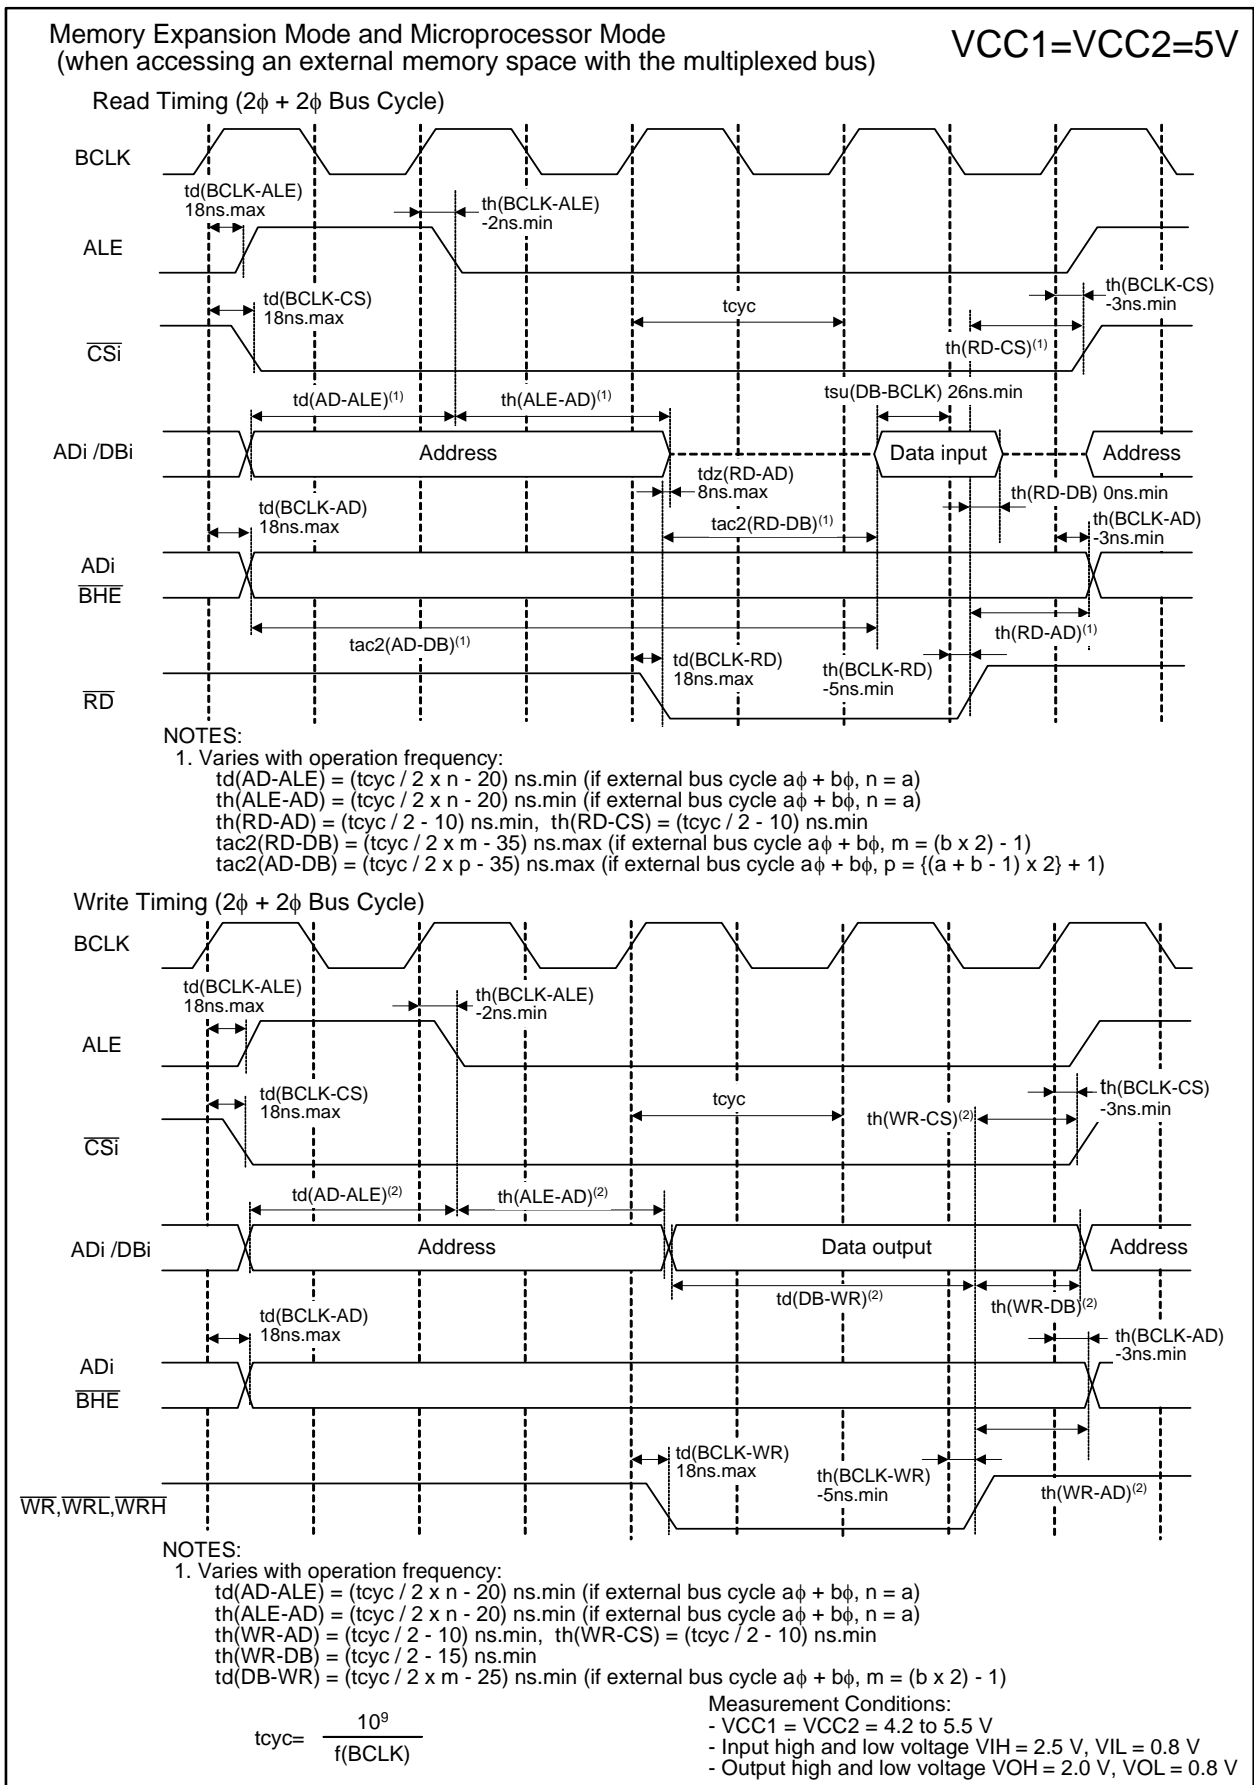 Memory Expansion Mode and Microprocessor Mode
(when accessing an external memory space with the multiplexed bus)
VCC1=VCC2=5V
Read Timing (2ϕ + 2ϕ Bus Cycle)
BCLK
td(BCLK-ALE)
18ns.max
th(BCLK-ALE)
-2ns.min
ALE
td(BCLK-CS)
18ns.max
tcyc
th(BCLK-CS)
-3ns.min
CSi
th(RD-CS)(1)
td(AD-ALE)(1)
th(ALE-AD)(1)
tsu(DB-BCLK) 26ns.min
ADi /DBi
Address
Data input
Address
tdz(RD-AD)
8ns.max
th(RD-DB) 0ns.min
td(BCLK-AD)
18ns.max
tac2(RD-DB)(1)
th(BCLK-AD)
-3ns.min
ADi
BHE
tac2(AD-DB)(1)
th(RD-AD)(1)
td(BCLK-RD)
18ns.max
th(BCLK-RD)
-5ns.min
RD
NOTES:
1. Varies with operation frequency:
td(AD-ALE) = (tcyc / 2 x n - 20) ns.min (if external bus cycle aϕ + bϕ, n = a)
th(ALE-AD) = (tcyc / 2 x n - 20) ns.min (if external bus cycle aϕ + bϕ, n = a)
th(RD-AD) = (tcyc / 2 - 10) ns.min, th(RD-CS) = (tcyc / 2 - 10) ns.min
tac2(RD-DB) = (tcyc / 2 x m - 35) ns.max (if external bus cycle aϕ + bϕ, m = (b x 2) - 1)
tac2(AD-DB) = (tcyc / 2 x p - 35) ns.max (if external bus cycle aϕ + bϕ, p = {(a + b - 1) x 2} + 1)
Write Timing (2ϕ + 2ϕ Bus Cycle)
BCLK
td(BCLK-ALE)
18ns.max
th(BCLK-ALE)
-2ns.min
ALE
td(BCLK-CS)
18ns.max
tcyc
th(WR-CS)(2)
th(BCLK-CS)
-3ns.min
CSi
td(AD-ALE)(2)
th(ALE-AD)(2)
ADi /DBi
Address
Data output
Address
td(DB-WR)(2)
th(WR-DB)(2)
td(BCLK-AD)
18ns.max
th(BCLK-AD)
-3ns.min
ADi
BHE
td(BCLK-WR)
18ns.max
th(BCLK-WR)
-5ns.min
th(WR-AD)(2)
WR,WRL,WRH
NOTES:
1. Varies with operation frequency:
td(AD-ALE) = (tcyc / 2 x n - 20) ns.min (if external bus cycle aϕ + bϕ, n = a)
th(ALE-AD) = (tcyc / 2 x n - 20) ns.min (if external bus cycle aϕ + bϕ, n = a)
th(WR-AD) = (tcyc / 2 - 10) ns.min, th(WR-CS) = (tcyc / 2 - 10) ns.min
th(WR-DB) = (tcyc / 2 - 15) ns.min
td(DB-WR) = (tcyc / 2 x m - 25) ns.min (if external bus cycle aϕ + bϕ, m = (b x 2) - 1)
tcyc= 10⁹
f(BCLK)
Measurement Conditions:
- VCC1 = VCC2 = 4.2 to 5.5 V
- Input high and low voltage VIH = 2.5 V, VIL = 0.8 V
- Output high and low voltage VOH = 2.0 V, VOL = 0.8 V